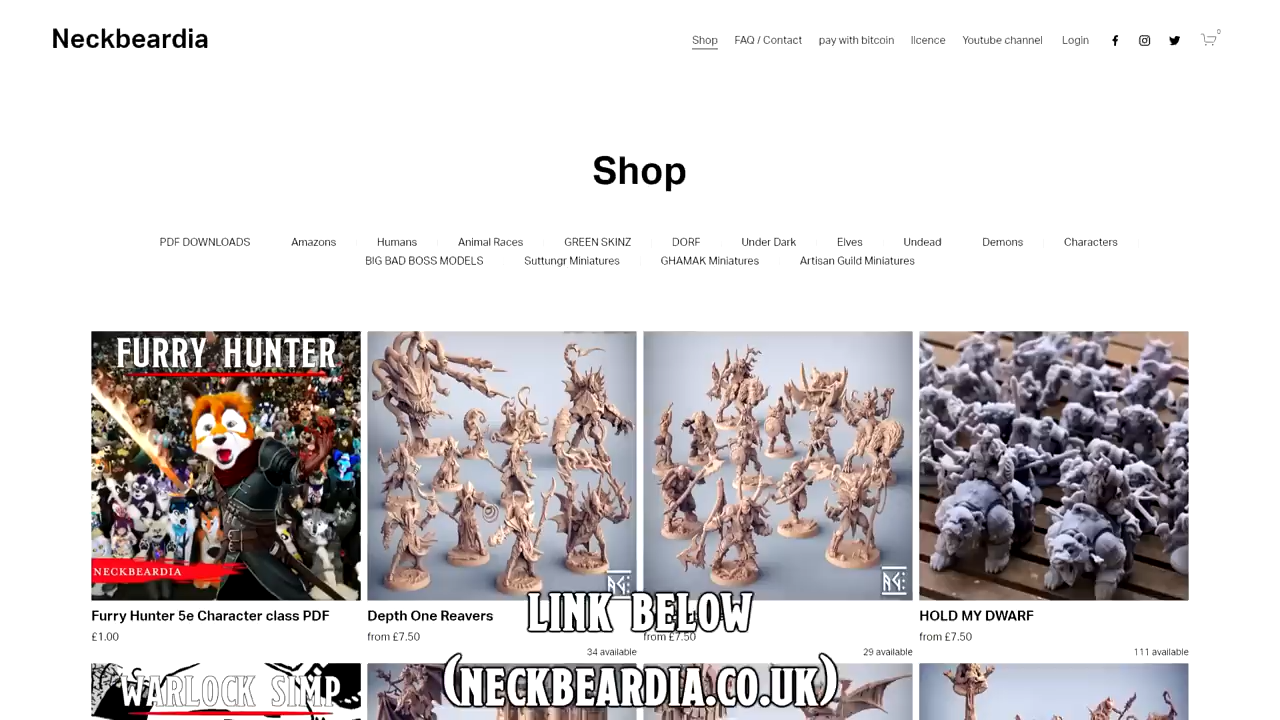 Neckbeardia
Shop FAQ / Contact pay with bitcoin licence Youtube channel Login 0
Shop
PDF DOWNLOADS Amazons Humans Animal Races GREEN SKINZ DORF Under Dark Elves Undead Demons Characters
BIG BAD BOSS MODELS Suttungr Miniatures GHAMAK Miniatures Artisan Guild Miniatures
FURRY HUNTER
NECKBEARDIA
Furry Hunter 5e Character class PDF
£1.00
Depth One Reavers
from £7.50
34 available
from £7.50
29 available
HOLD MY DWARF
from £7.50
111 available
LINK BELOW
WARLOCK SIMP
(NECKBEARDIA.CO.UK)